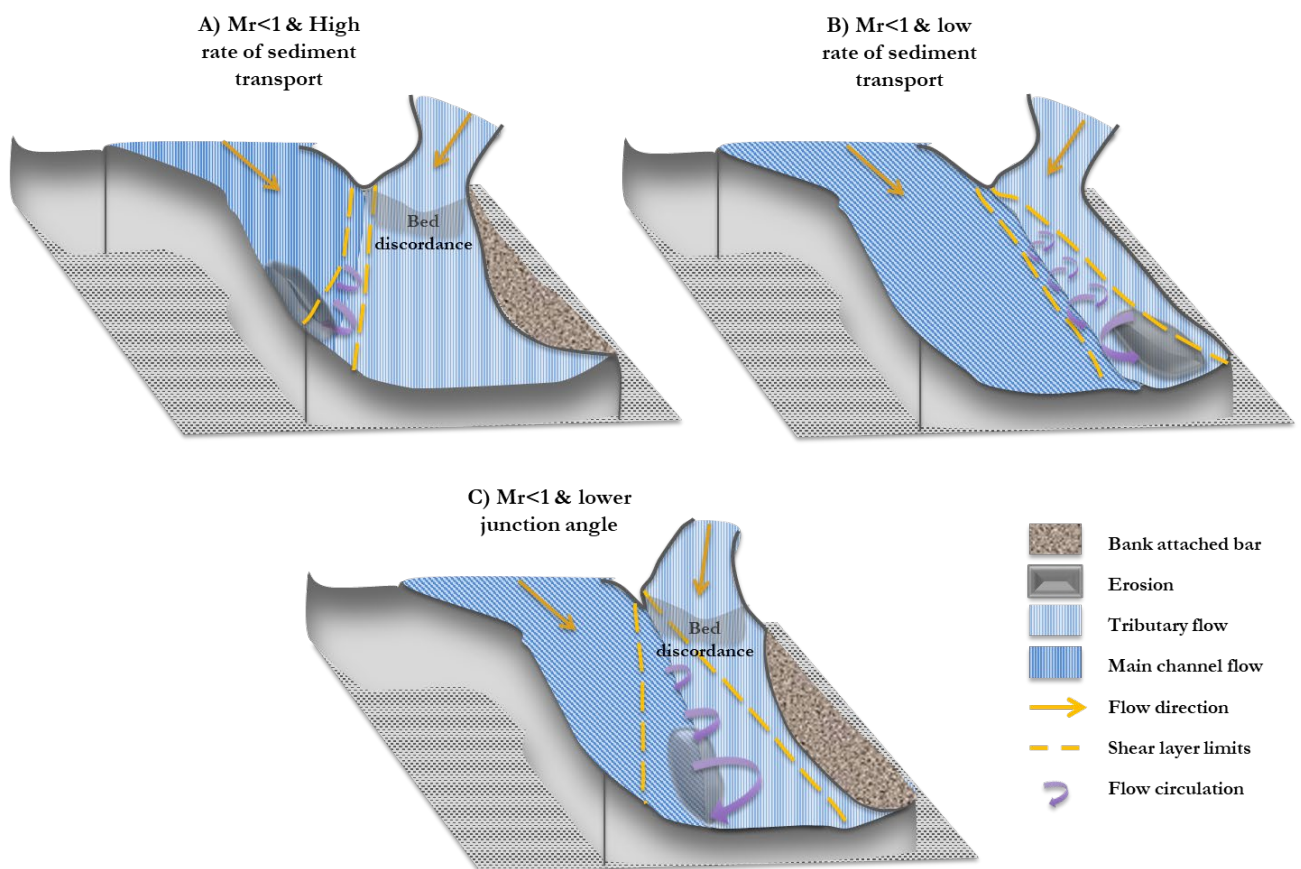 A) Mr<1 & High
rate of sediment
transport
B) Mr<1 & low
rate of sediment
transport
Bed
discordance
C) Mr<1 & lower
junction angle
Bed
discordance
Bank attached bar
Erosion
Tributary flow
Main channel flow
Flow direction
Shear layer limits
Flow circulation